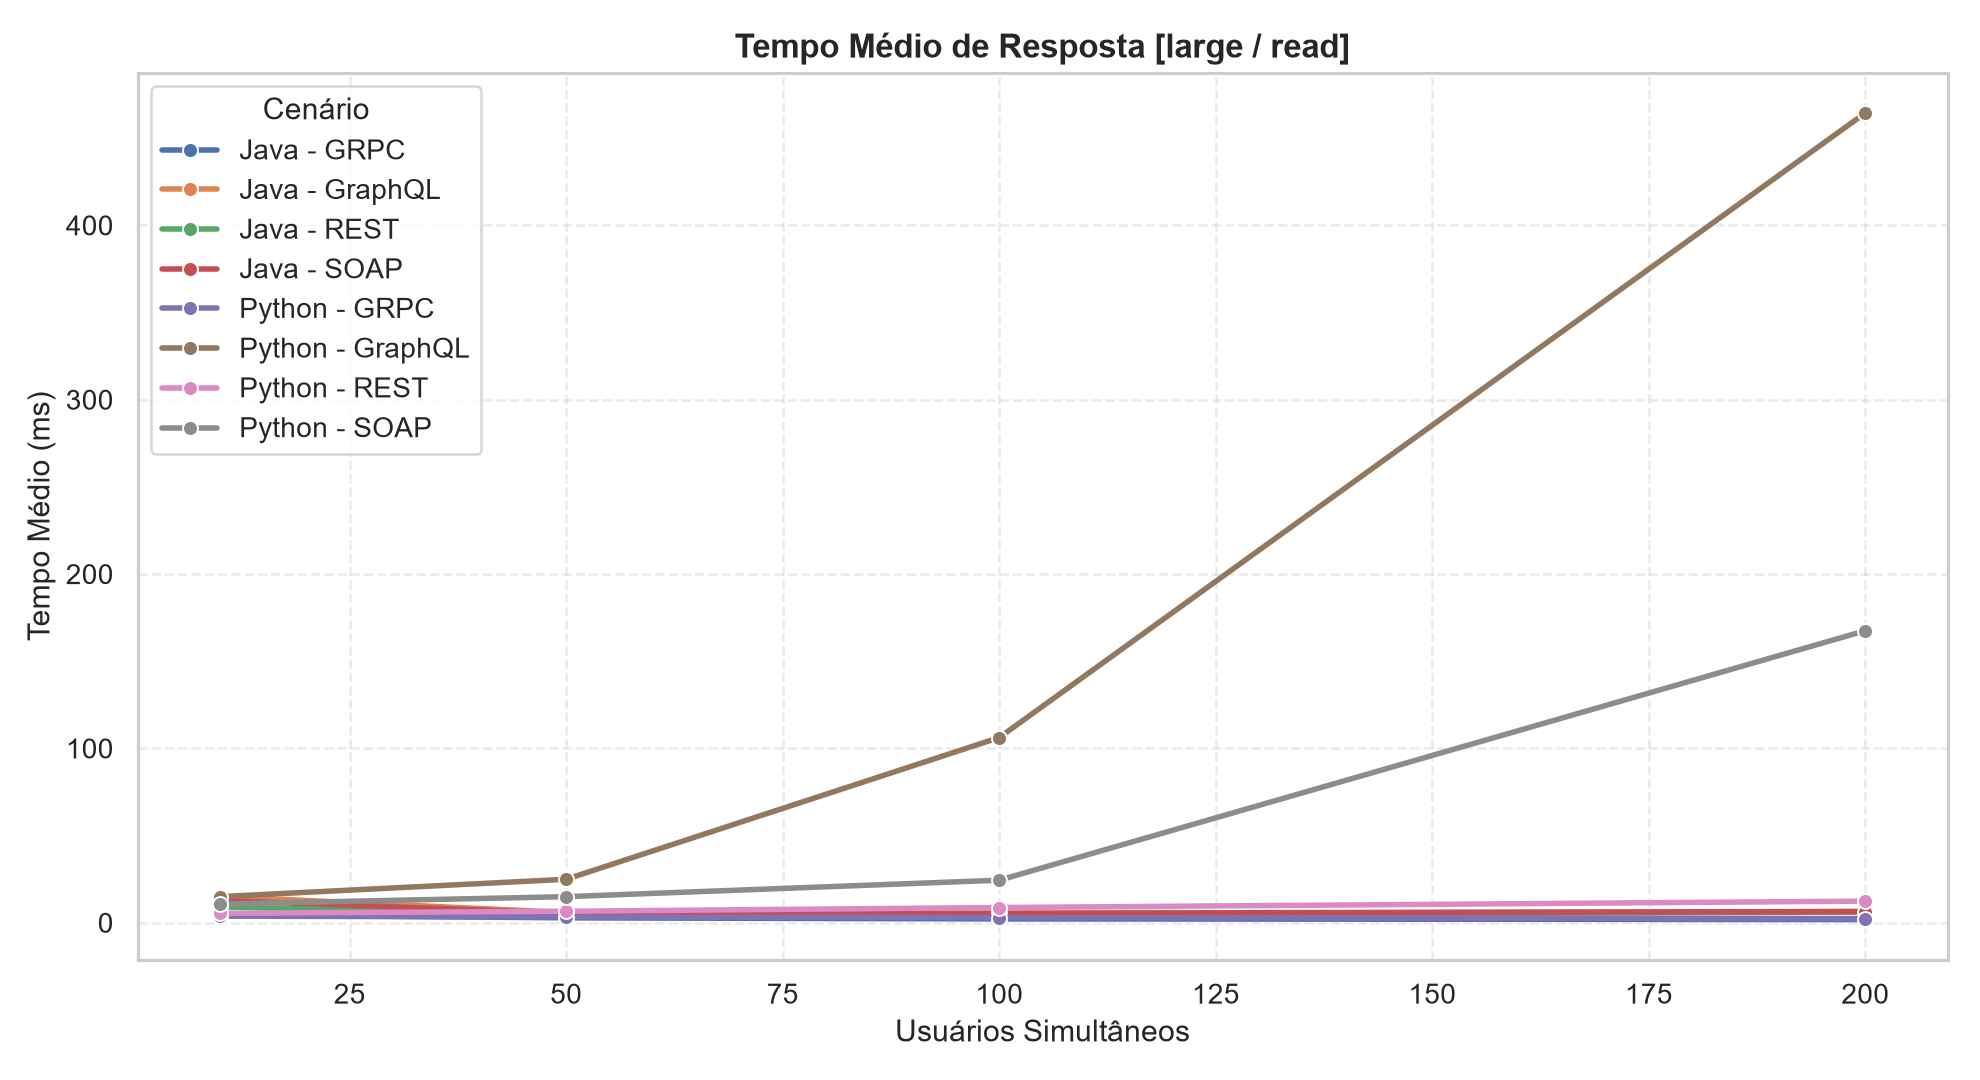 Tempo Médio de Resposta [large / read]
Cenário
Java - GRPC
Java - GraphQL
Java - REST
Java - SOAP
Python - GRPC
Python - GraphQL
Python - REST
Python - SOAP
Tempo Médio (ms)
400
300
200
100
0
25
50
75
100
125
150
175
200
Usuários Simultâneos